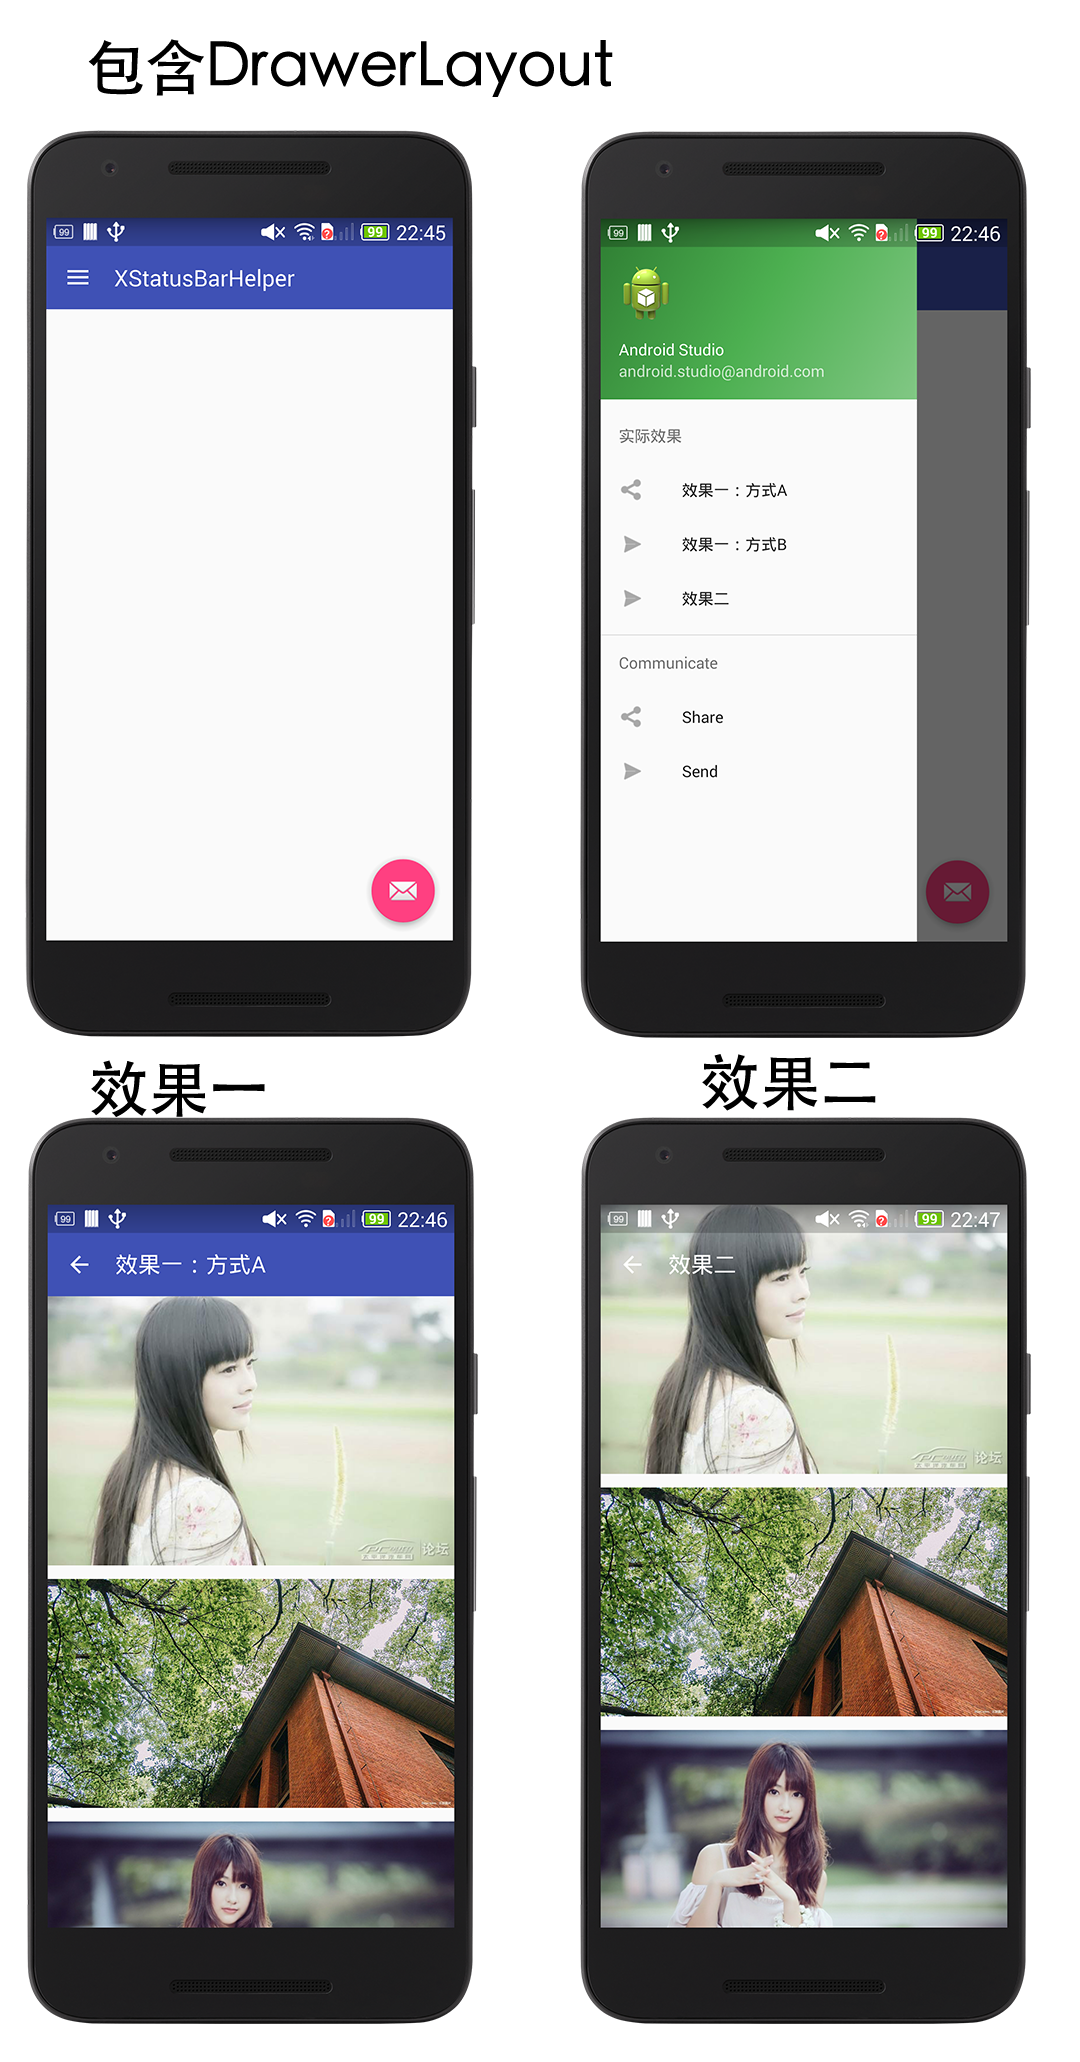 包含DrawerLayout
99 99 22:45
XStatusBarHelper
99 99 22:46
Android Studio
android.studio@android.com
实际效果
效果一：方式A
效果一：方式B
效果二
Communicate
Share
Send
效果一
效果二
99 99 22:46
效果一：方式A
论坛
99 99 22:47
效果二
论坛